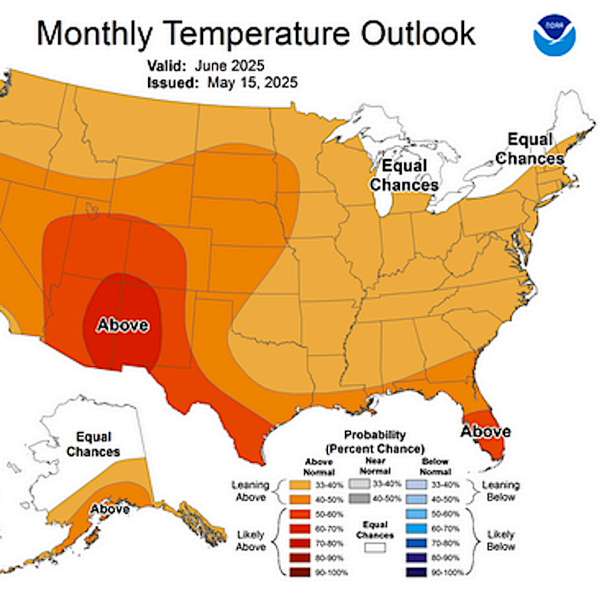 Monthly Temperature Outlook
NOAA
Valid: June 2025
Issued: May 15, 2025
Equal
Chances
Equal
Chances
Above
Above
Equal
Chances
Above
Probability
(Percent Chance)
Above
Normal
Near
Normal
Below
Normal
Leaning
Above
33-40%
40-50%
33-40%
40-50%
33-40%
40-50%
Leaning
Below
Likely
Above
50-60%
60-70%
70-80%
80-90%
90-100%
Equal
Chances
50-60%
60-70%
70-80%
80-90%
90-100%
Likely
Below